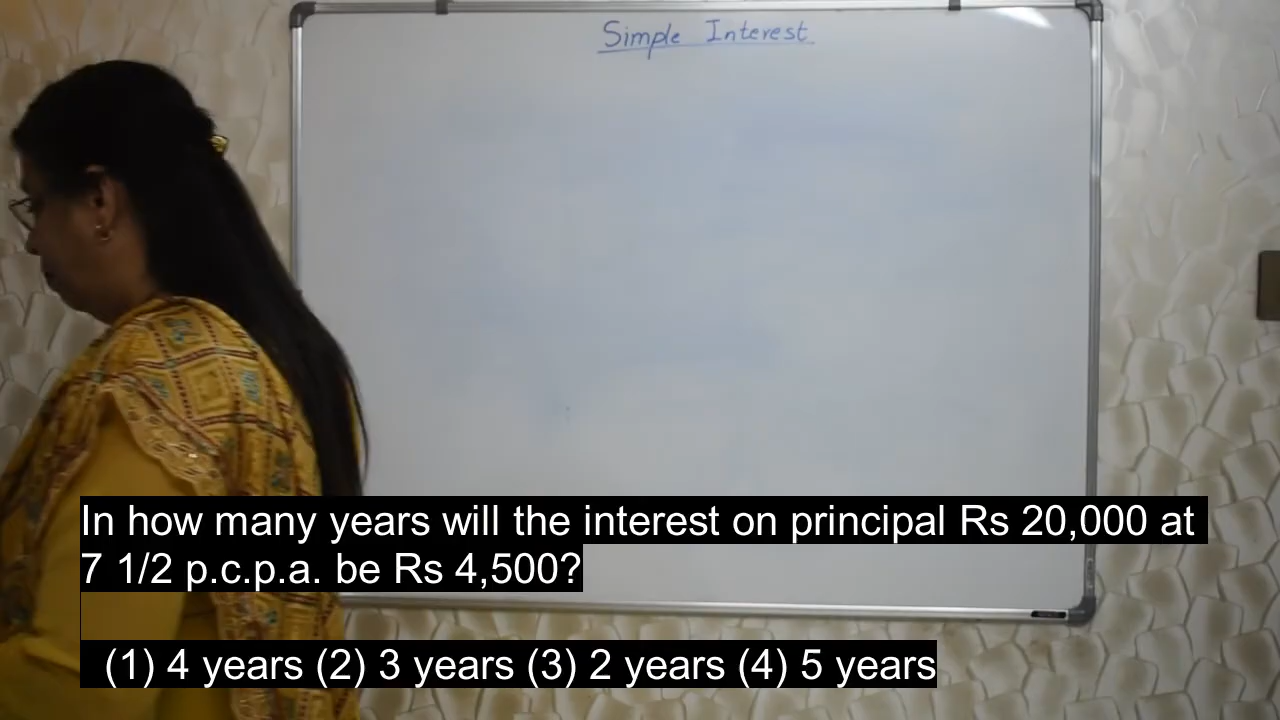 Simple Interest
In how many years will the interest on principal Rs 20,000 at
7 1/2 p.c.p.a. be Rs 4,500?
(1) 4 years (2) 3 years (3) 2 years (4) 5 years